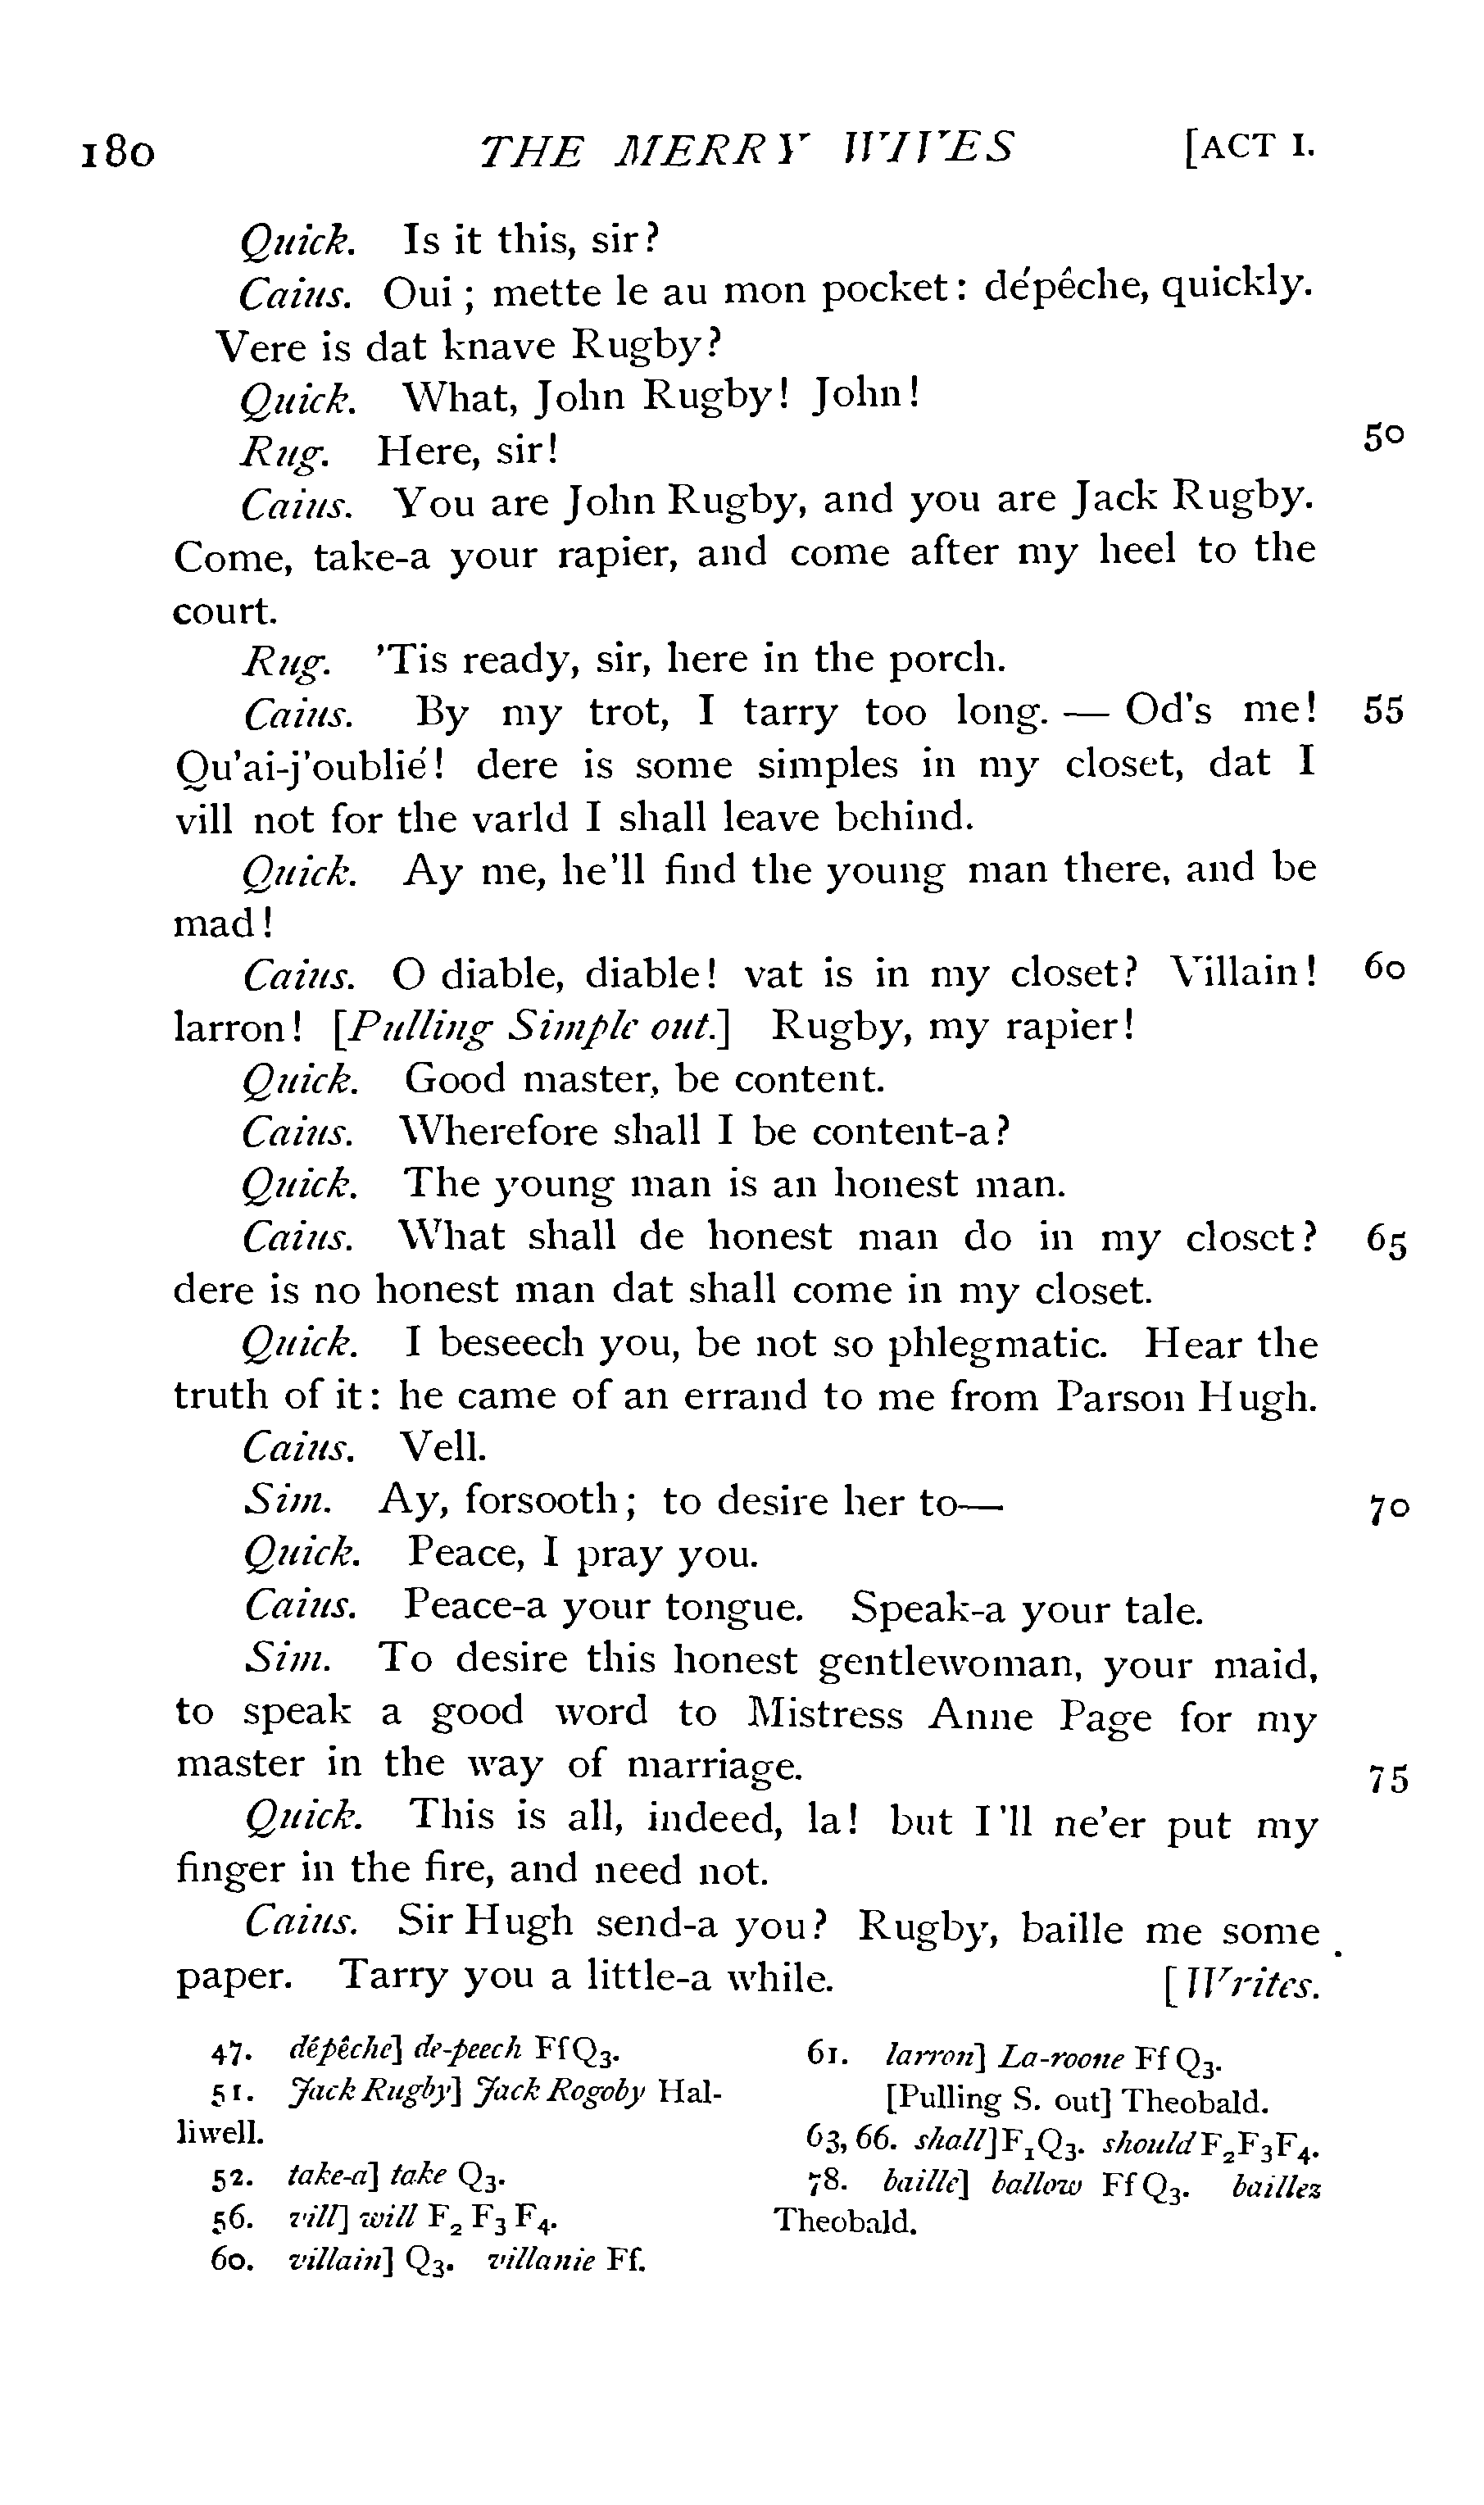 180 THE MERRY WIVES [ACT I.
Quick. Is it this, sir?
Caius. Oui; mette le au mon pocket: dépêche, quickly.
Vere is dat knave Rugby?
Quick. What, John Rugby! John!
Rug. Here, sir! 50
Caius. You are John Rugby, and you are Jack Rugby.
Come, take-a your rapier, and come after my heel to the
court.
Rug. 'Tis ready, sir, here in the porch.
Caius. By my trot, I tarry too long. — Od's me! 55
Qu'ai-j'oublié! dere is some simples in my closet, dat I
vill not for the varld I shall leave behind.
Quick. Ay me, he'll find the young man there, and be
mad!
Caius. O diable, diable! vat is in my closet? Villain! 60
larron! [Pulling Simple out.] Rugby, my rapier!
Quick. Good master, be content.
Caius. Wherefore shall I be content-a?
Quick. The young man is an honest man.
Caius. What shall de honest man do in my closet? 65
dere is no honest man dat shall come in my closet.
Quick. I beseech you, be not so phlegmatic. Hear the
truth of it: he came of an errand to me from Parson Hugh.
Caius. Vell.
Sim. Ay, forsooth; to desire her to— 70
Quick. Peace, I pray you.
Caius. Peace-a your tongue. Speak-a your tale.
Sim. To desire this honest gentlewoman, your maid,
to speak a good word to Mistress Anne Page for my
master in the way of marriage. 75
Quick. This is all, indeed, la! but I'll ne'er put my
finger in the fire, and need not.
Caius. Sir Hugh send-a you? Rugby, baille me some
paper. Tarry you a little-a while. [Writes.
47. dépêche] de-peech Ff Q3.
51. Jack Rugby] Jack Rogoby Hal-
liwell.
52. take-a] take Q3.
56. vill] will F2 F3 F4.
60. villain] Q3. villanie Ff.
61. larron] La-roone Ff Q3.
[Pulling S. out] Theobald.
63, 66. shall] F1Q3. should F2F3F4.
78. baille] ballow Ff Q3. baillez
Theobald.